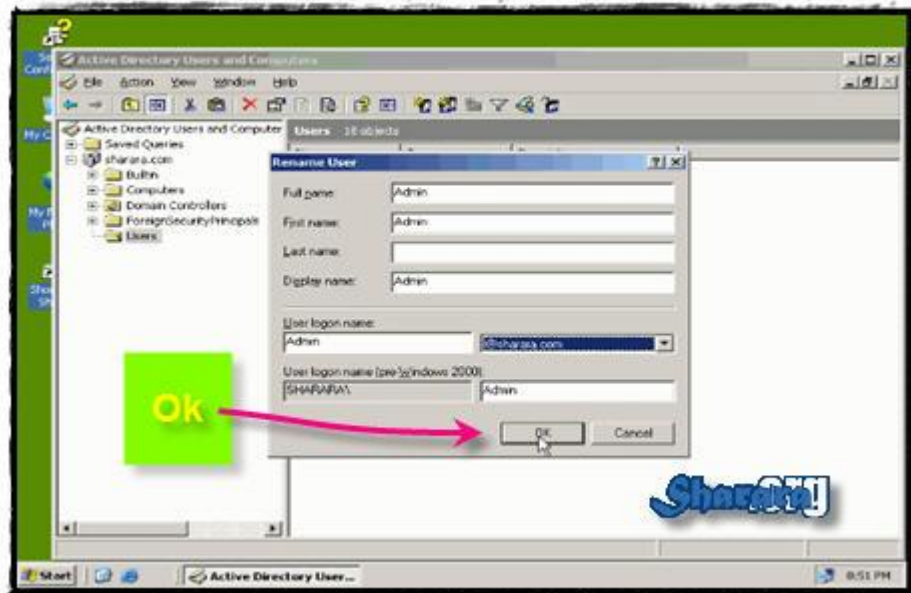 Active Directory Users and Computers
File Action View Window Help
Active Directory Users and Computer
Saved Queries
sharara.com
Builtin
Computers
Domain Controllers
ForeignSecurityPrincipals
Users
Users 18 objects
Rename User
Full name:
Admin
First name:
Admin
Last name:
Display name:
Admin
User logon name:
Admin
@sharara.com
User logon name (pre-Windows 2000):
SHARARA\
Admin
OK
Cancel
Ok
Sharara.org
Start
Active Directory User...
8:51 PM